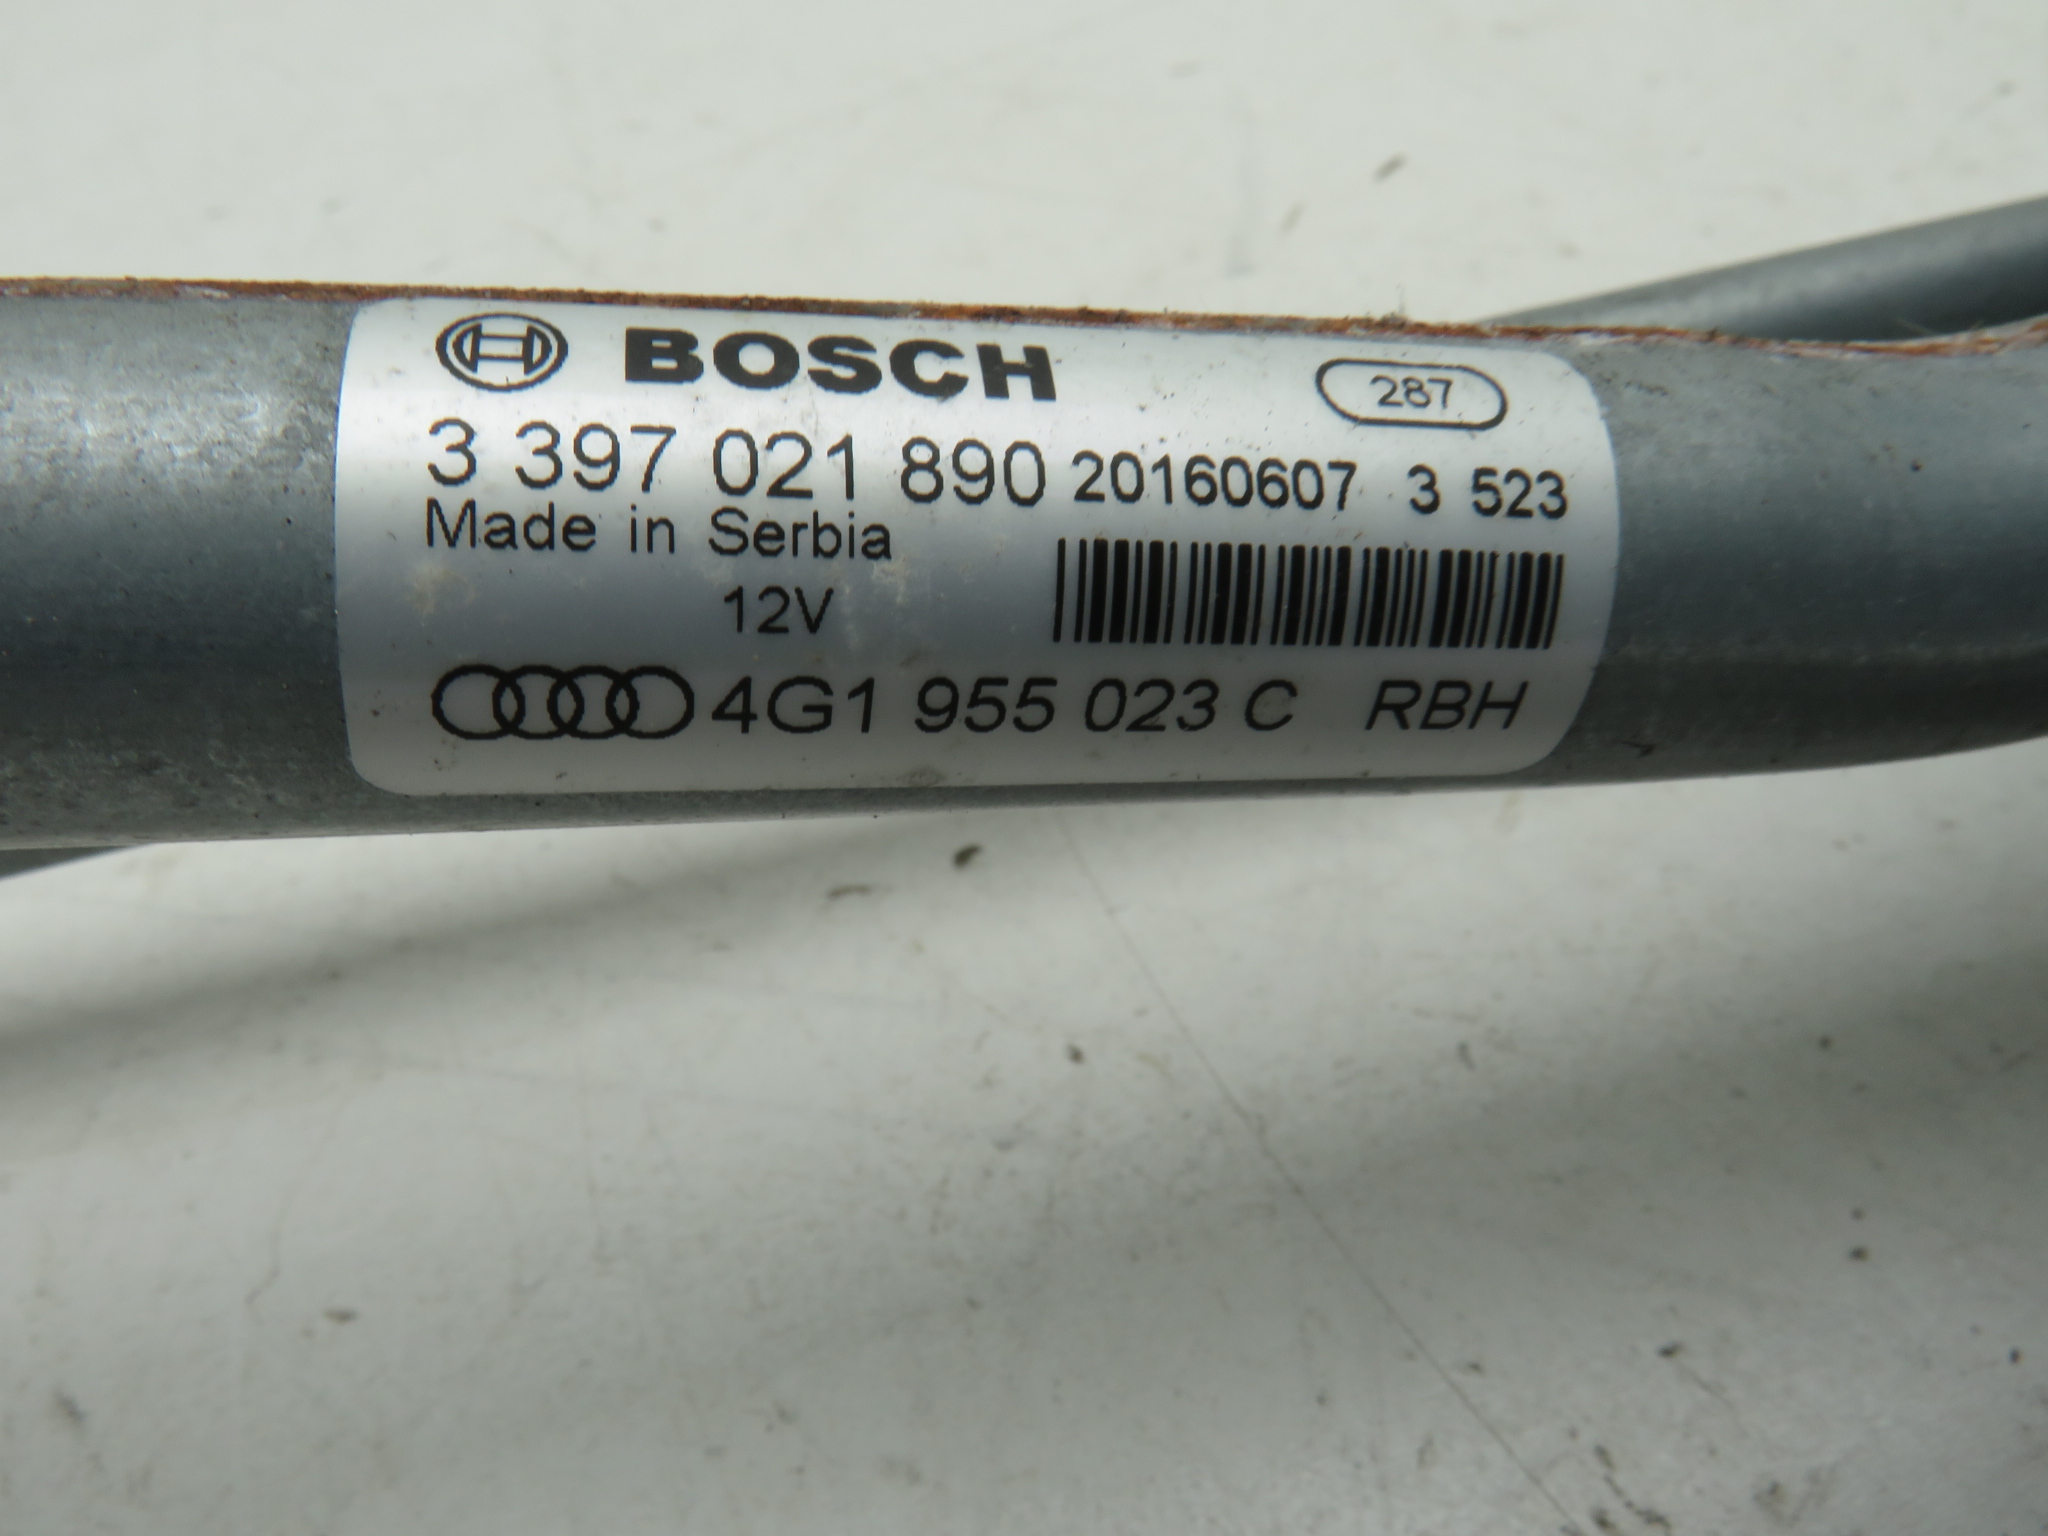 BOSCH 287
3 397 021 890 20160607 3 523
Made in Serbia
12V
4G1 955 023 C RBH